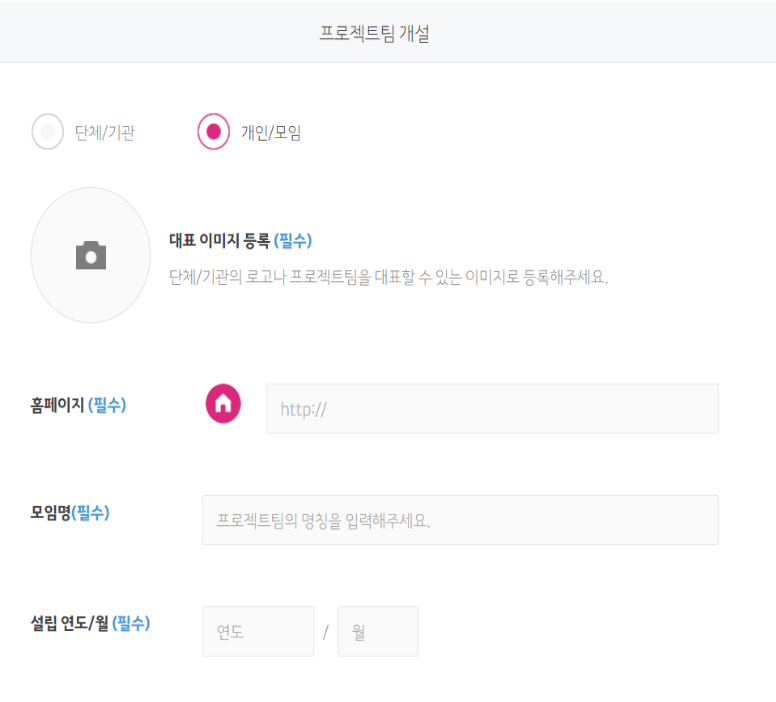 프로젝트팀 개설
단체/기관
개인/모임
대표 이미지 등록 (필수)
단체/기관의 로고나 프로젝트팀을 대표할 수 있는 이미지로 등록해주세요.
홈페이지 (필수)
http://
모임명(필수)
프로젝트팀의 명칭을 입력해주세요.
설립 연도/월 (필수)
연도 / 월